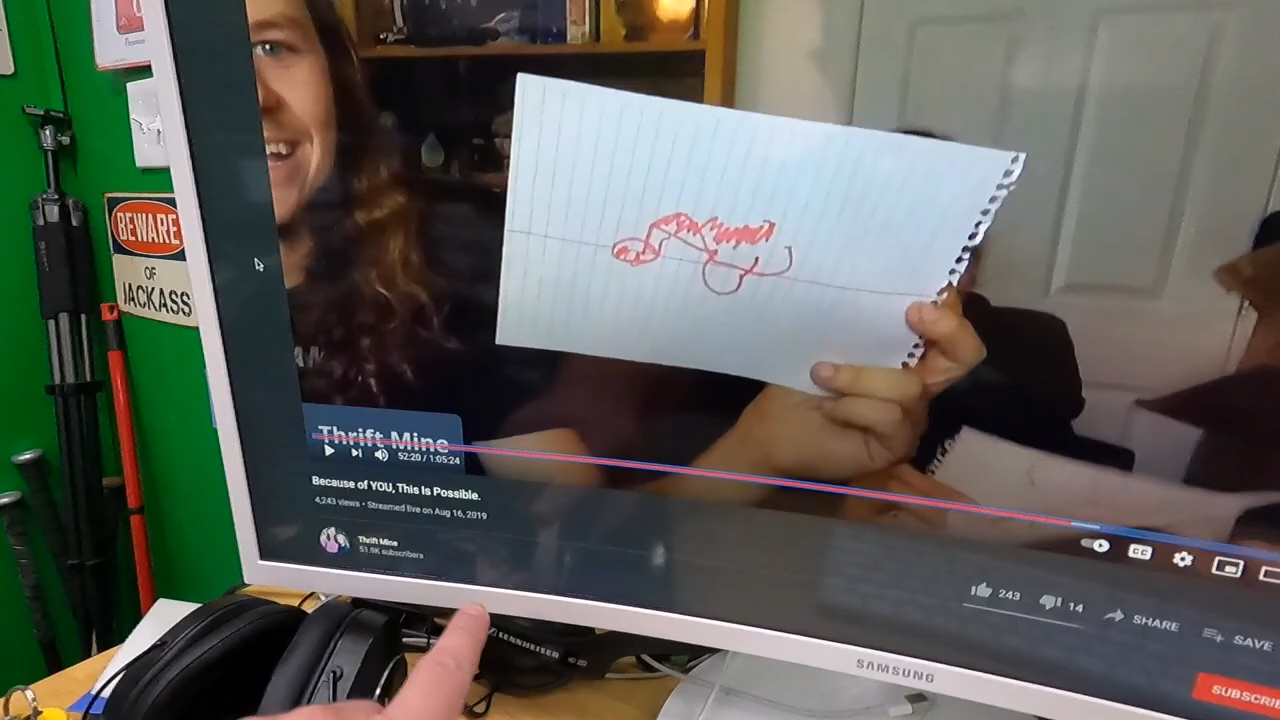 BEWARE
OF
JACKASS
Thrift Mine
52:20 / 1:05:24
Because of YOU, This Is Possible.
4,243 views • Streamed live on Aug 16, 2019
Thrift Mine
51.9K subscribers
CC
243
14
SHARE
SAVE
SUBSCRI
SENNHEISER
SAMSUNG